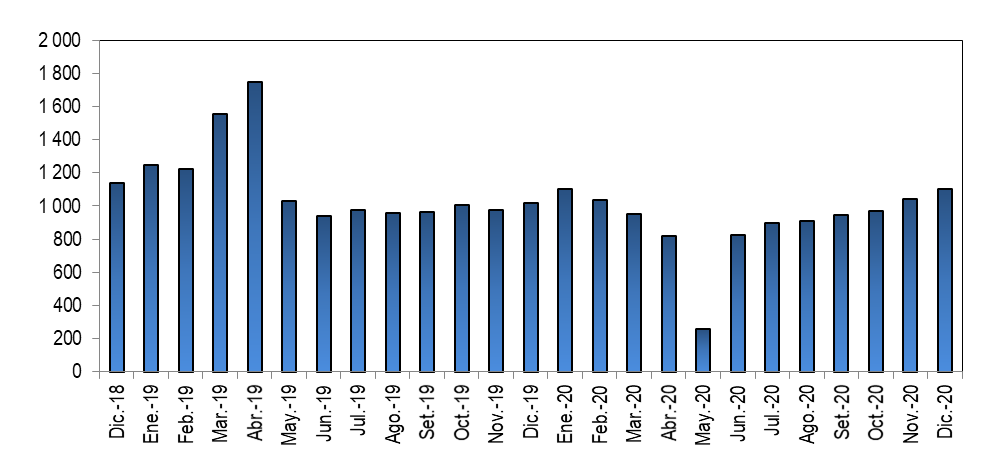 2 000
1 800
1 600
1 400
1 200
1 000
800
600
400
200
0
Dic.-18
Ene.-19
Feb.-19
Mar.-19
Abr.-19
May.-19
Jun.-19
Jul.-19
Ago.-19
Set.-19
Oct.-19
Nov.-19
Dic.-19
Ene.-20
Feb.-20
Mar.-20
Abr.-20
May.-20
Jun.-20
Jul.-20
Ago.-20
Set.-20
Oct.-20
Nov.-20
Dic.-20